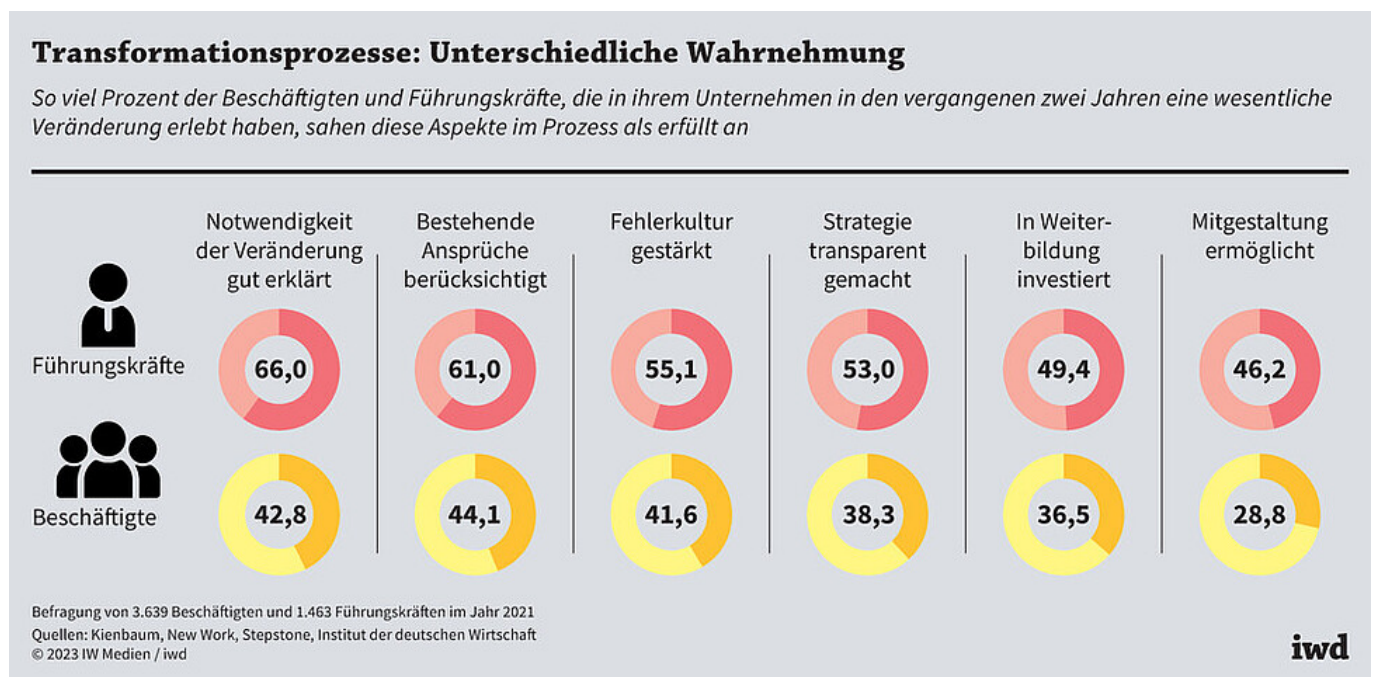 Transformationsprozesse: Unterschiedliche Wahrnehmung
So viel Prozent der Beschäftigten und Führungskräfte, die in ihrem Unternehmen in den vergangenen zwei Jahren eine wesentliche
Veränderung erlebt haben, sahen diese Aspekte im Prozess als erfüllt an
Notwendigkeit
der Veränderung
gut erklärt
Bestehende
Ansprüche
berücksichtigt
Fehlerkultur
gestärkt
Strategie
transparent
gemacht
In Weiter-
bildung
investiert
Mitgestaltung
ermöglicht
Führungskräfte
66,0
61,0
55,1
53,0
49,4
46,2
Beschäftigte
42,8
44,1
41,6
38,3
36,5
28,8
Befragung von 3.639 Beschäftigten und 1.463 Führungskräften im Jahr 2021
Quellen: Kienbaum, New Work, Stepstone, Institut der deutschen Wirtschaft
© 2023 IW Medien / iwd
iwd